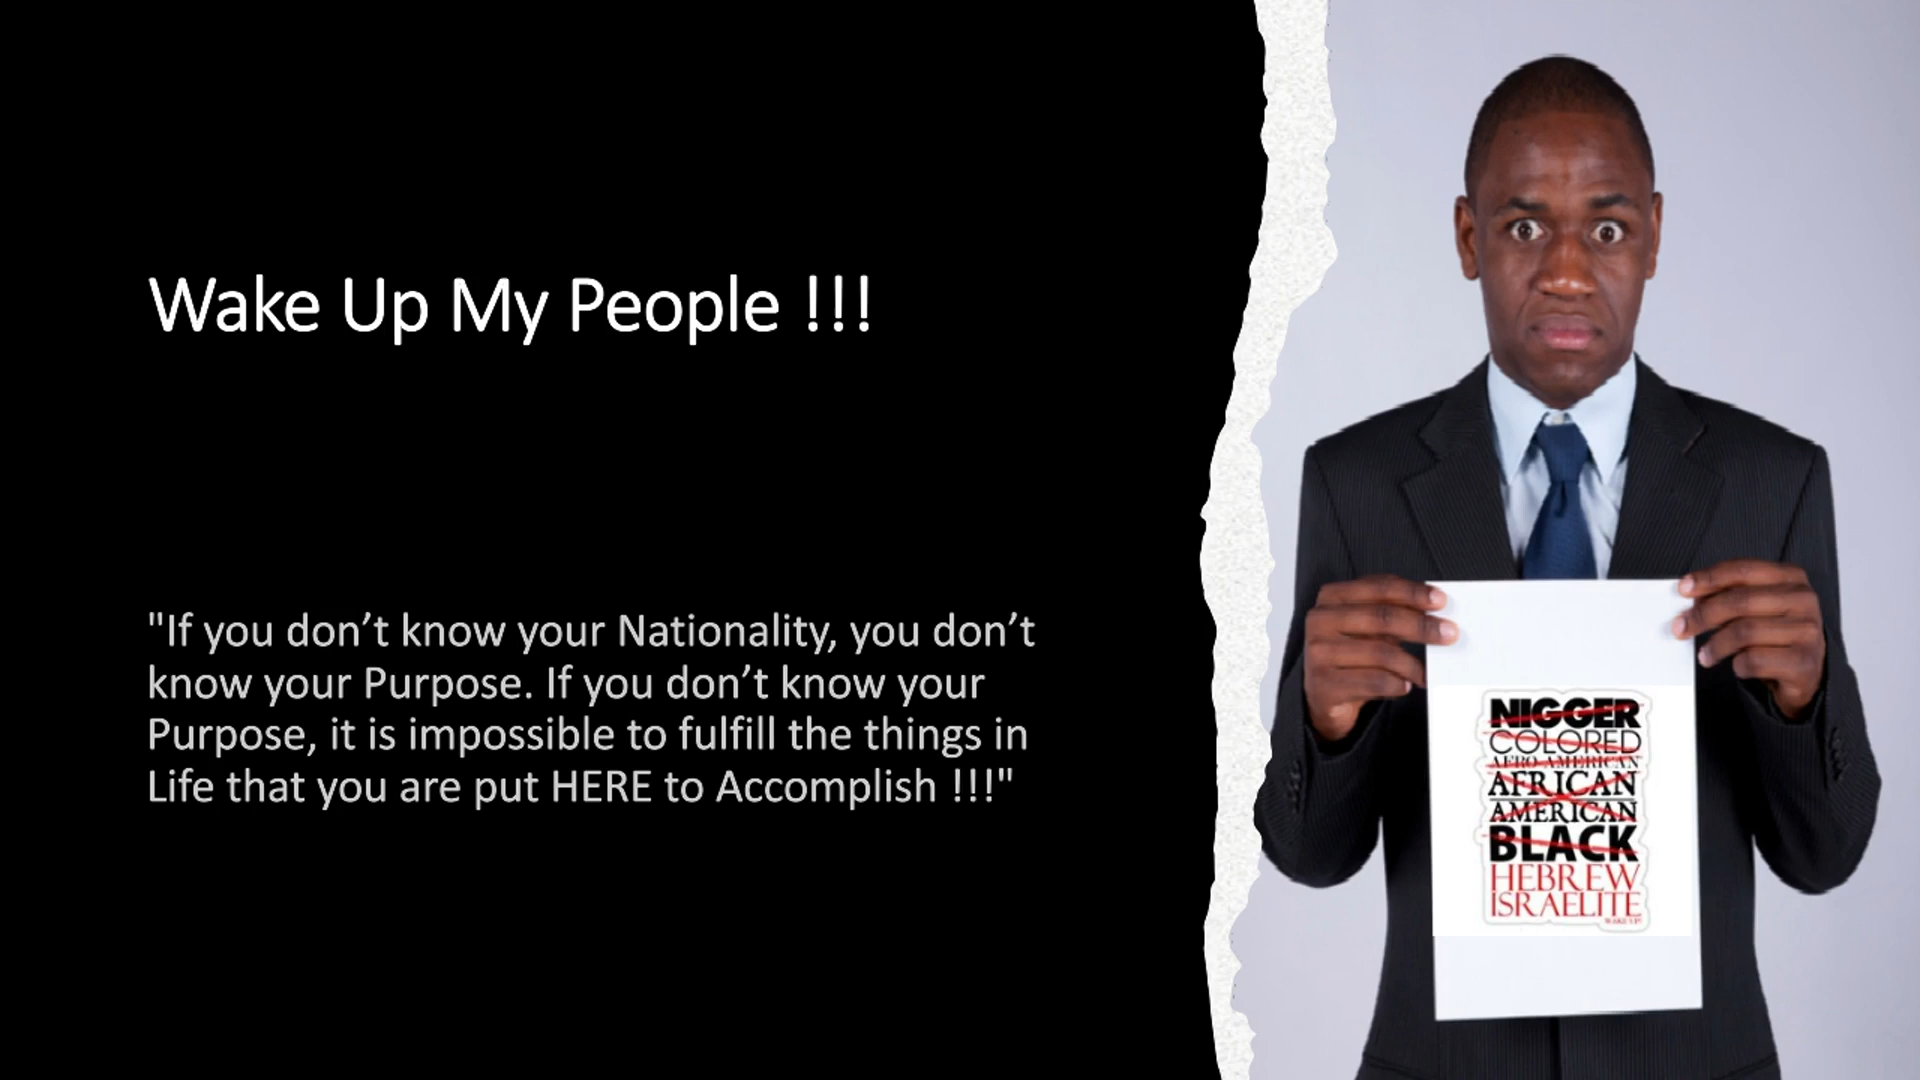 Wake Up My People !!!
"If you don’t know your Nationality, you don’t
know your Purpose. If you don’t know your
Purpose, it is impossible to fulfill the things in
Life that you are put HERE to Accomplish !!!"
NIGGER
COLORED
AFRO-AMERICAN
AFRICAN
AMERICAN
BLACK
HEBREW
ISRAELITE
WAKE UP!